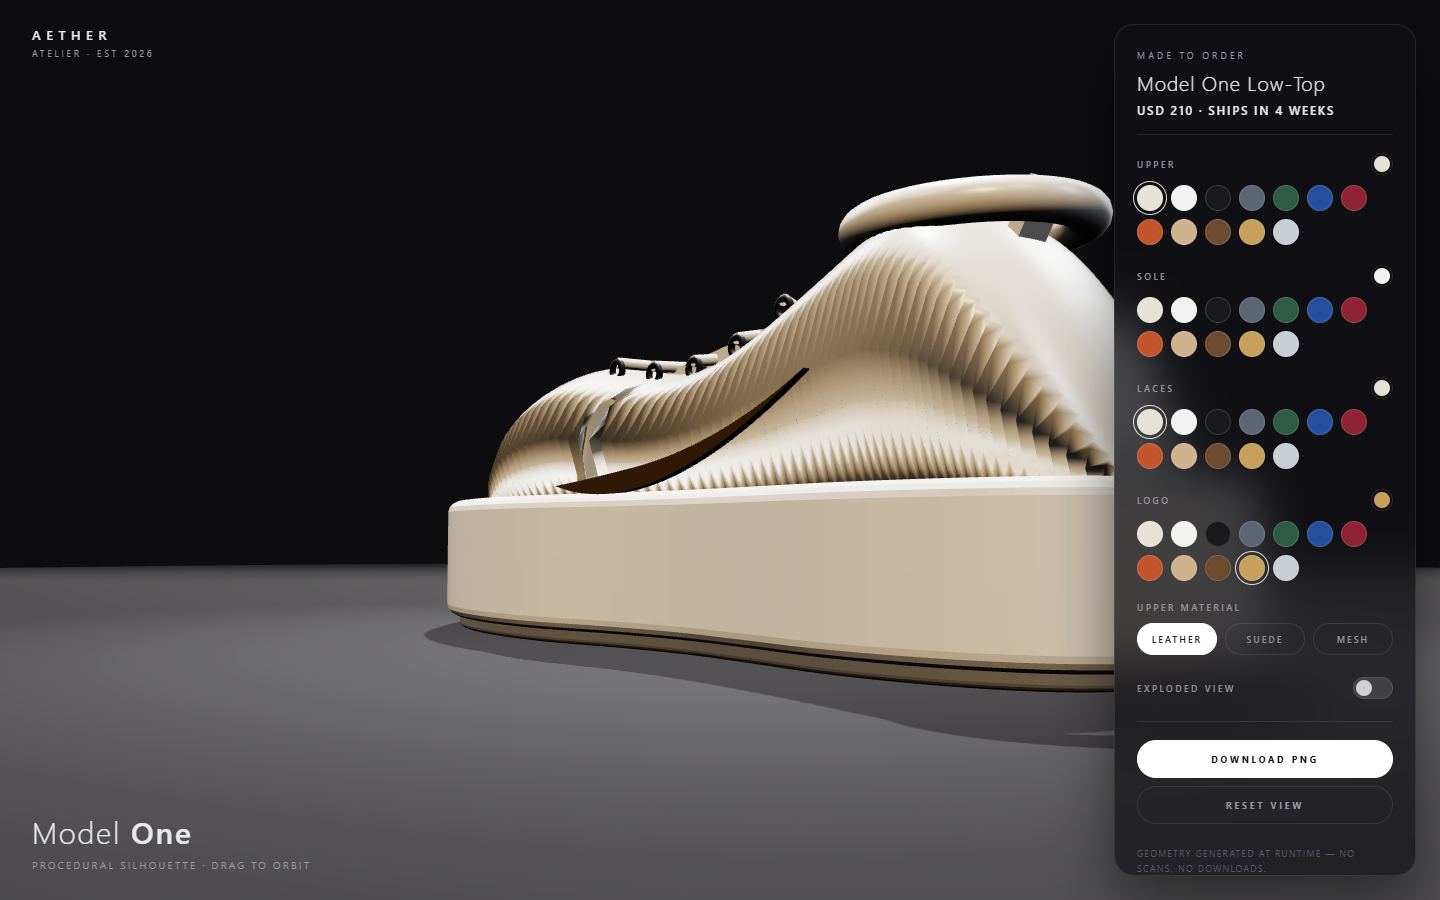 AETHER
ATELIER · EST 2026
MADE TO ORDER
Model One Low-Top
USD 210 · SHIPS IN 4 WEEKS
UPPER
SOLE
LACES
LOGO
UPPER MATERIAL
LEATHER
SUEDE
MESH
EXPLODED VIEW
DOWNLOAD PNG
RESET VIEW
GEOMETRY GENERATED AT RUNTIME — NO
SCANS, NO DOWNLOADS.
Model One
PROCEDURAL SILHOUETTE · DRAG TO ORBIT